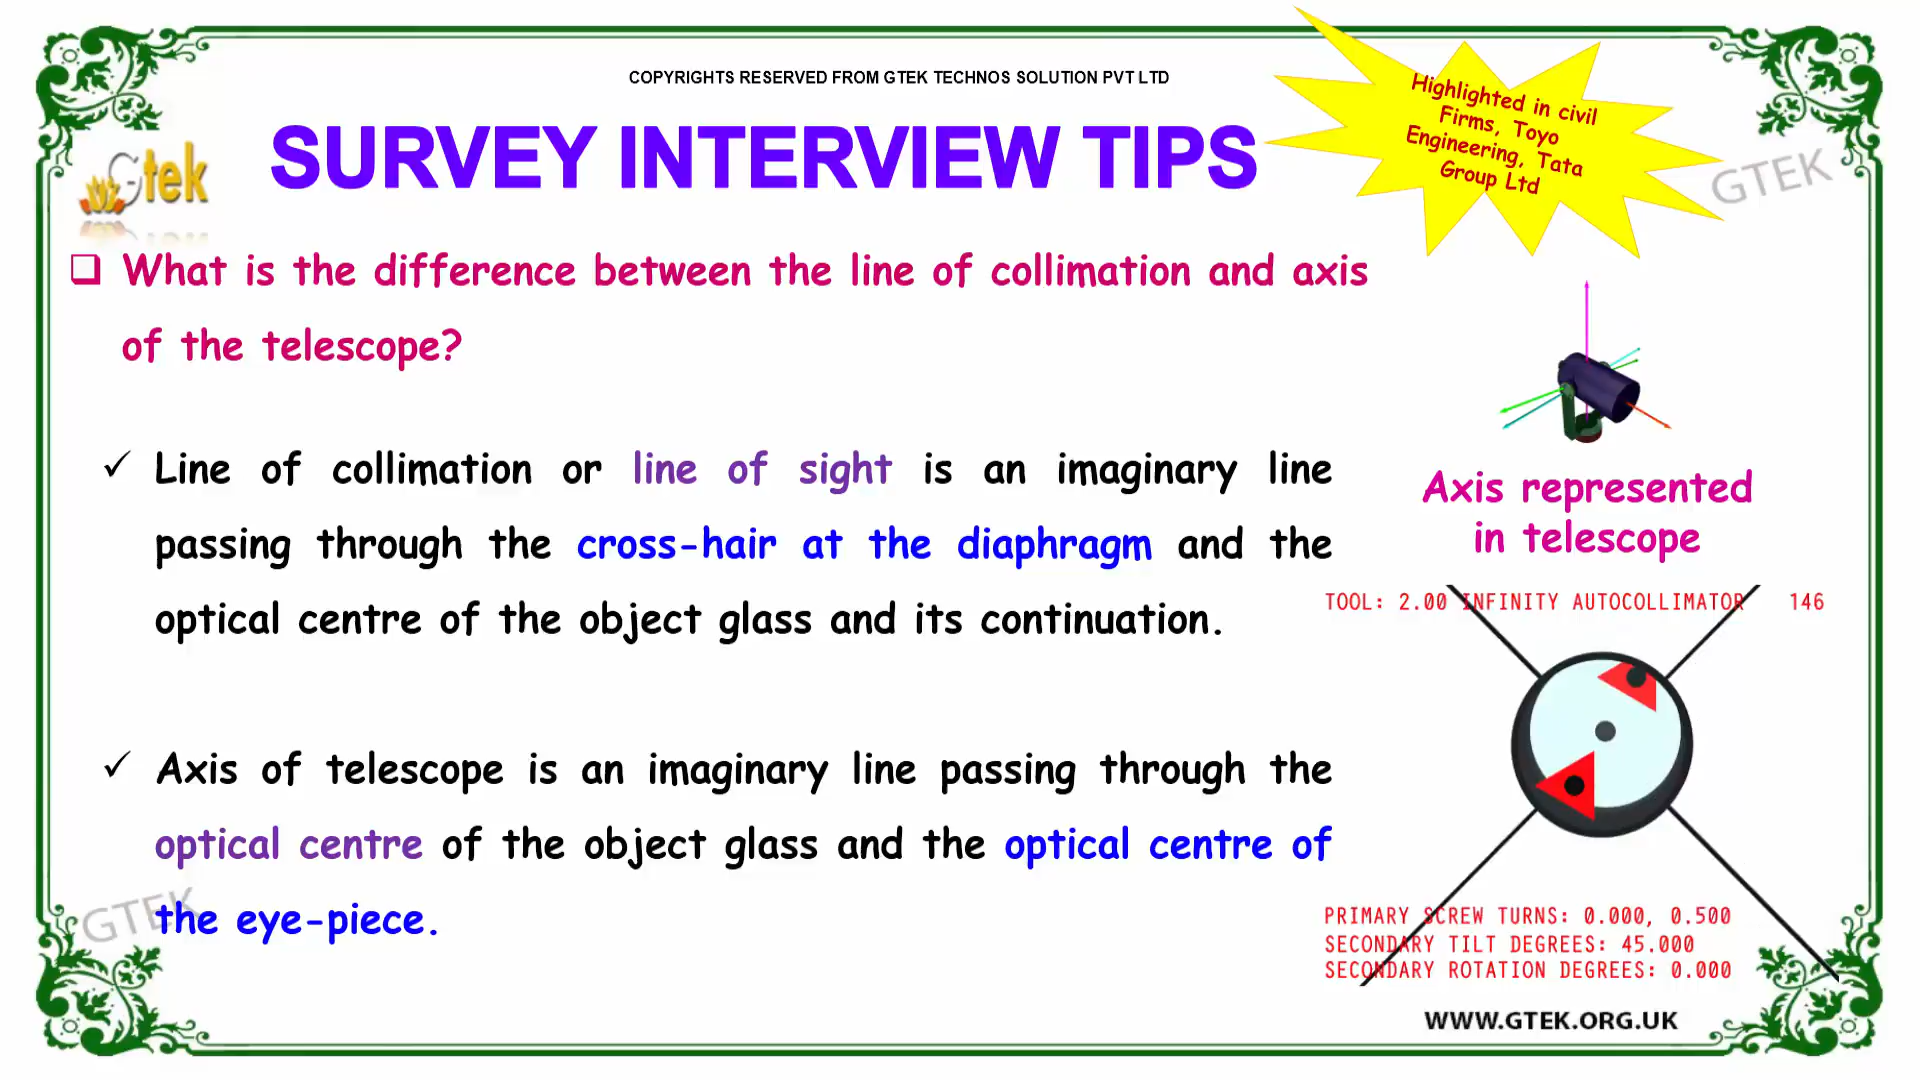 COPYRIGHTS RESERVED FROM GTEK TECHNOS SOLUTION PVT LTD
Gtek
SURVEY INTERVIEW TIPS
Highlighted in civil
Firms, Toyo
Engineering, Tata
Group Ltd
GTEK
What is the difference between the line of collimation and axis
of the telescope?
Line of collimation or line of sight is an imaginary line
passing through the cross-hair at the diaphragm and the
optical centre of the object glass and its continuation.
Axis of telescope is an imaginary line passing through the
optical centre of the object glass and the optical centre of
the eye-piece.
GTEK
Axis represented
in telescope
TOOL: 2.00 INFINITY AUTOCOLLIMATOR 146
PRIMARY SCREW TURNS: 0.000, 0.500
SECONDARY TILT DEGREES: 45.000
SECONDARY ROTATION DEGREES: 0.000
WWW.GTEK.ORG.UK